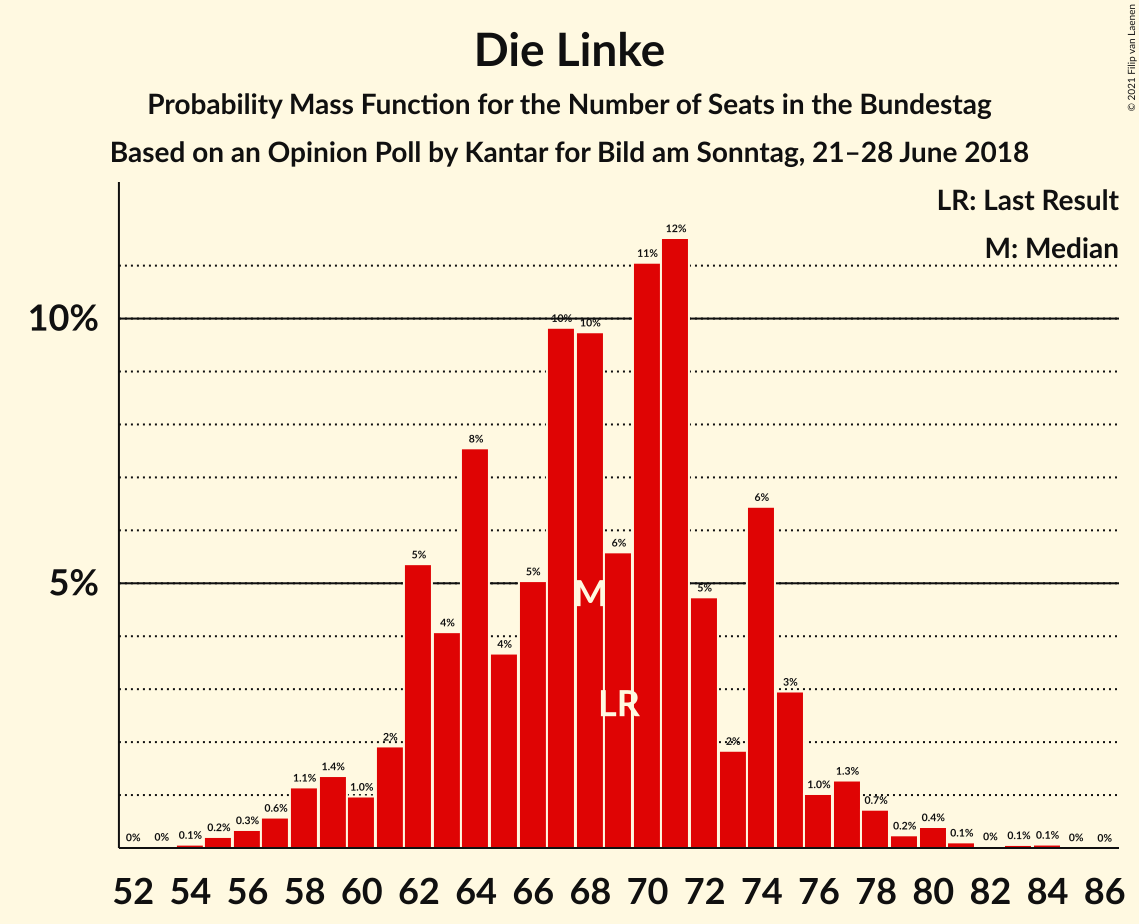 Die Linke
Probability Mass Function for the Number of Seats in the Bundestag
Based on an Opinion Poll by Kantar for Bild am Sonntag, 21–28 June 2018
© 2021 Filip van Laenen
LR: Last Result
M: Median
10%
5%
0% 0% 0.1% 0.2% 0.3% 0.6% 1.1% 1.4% 1.0% 2% 5% 4% 8% 4% 5% 10% 10% 6% 11% 12% 5% 2% 6% 3% 1.0% 1.3% 0.7% 0.2% 0.4% 0.1% 0% 0.1% 0.1% 0% 0%
M
LR
52 54 56 58 60 62 64 66 68 70 72 74 76 78 80 82 84 86